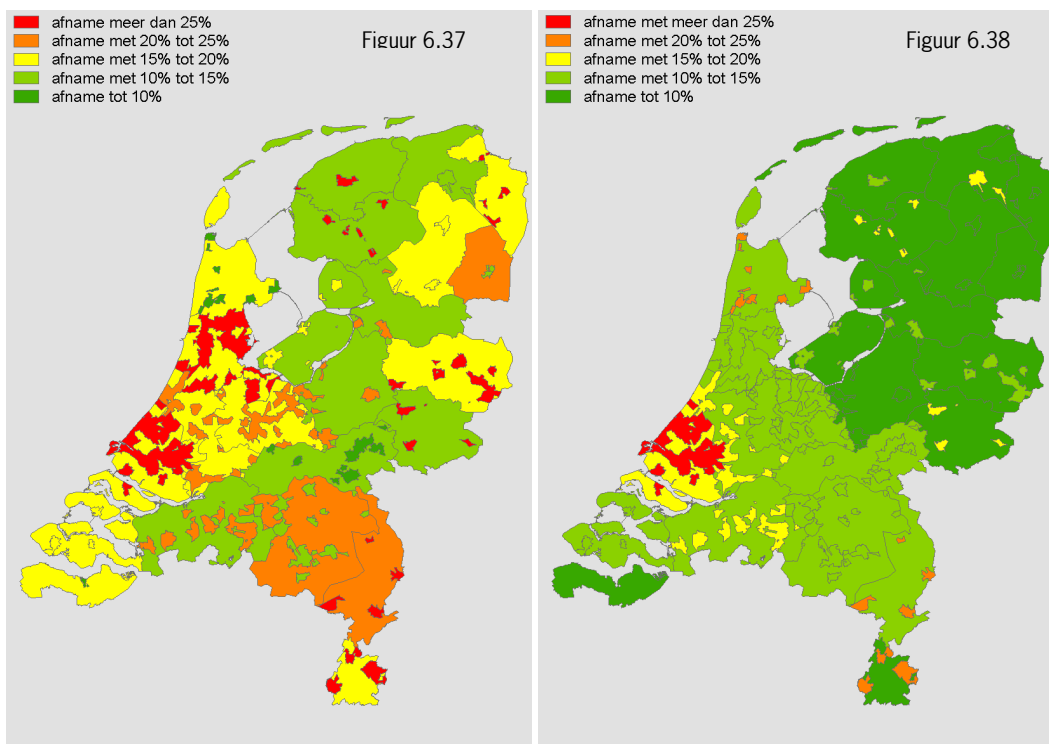 afname meer dan 25%
afname met 20% tot 25%
afname met 15% tot 20%
afname met 10% tot 15%
afname tot 10%
Figuur 6.37
afname met meer dan 25%
afname met 20% tot 25%
afname met 15% tot 20%
afname met 10% tot 15%
afname tot 10%
Figuur 6.38